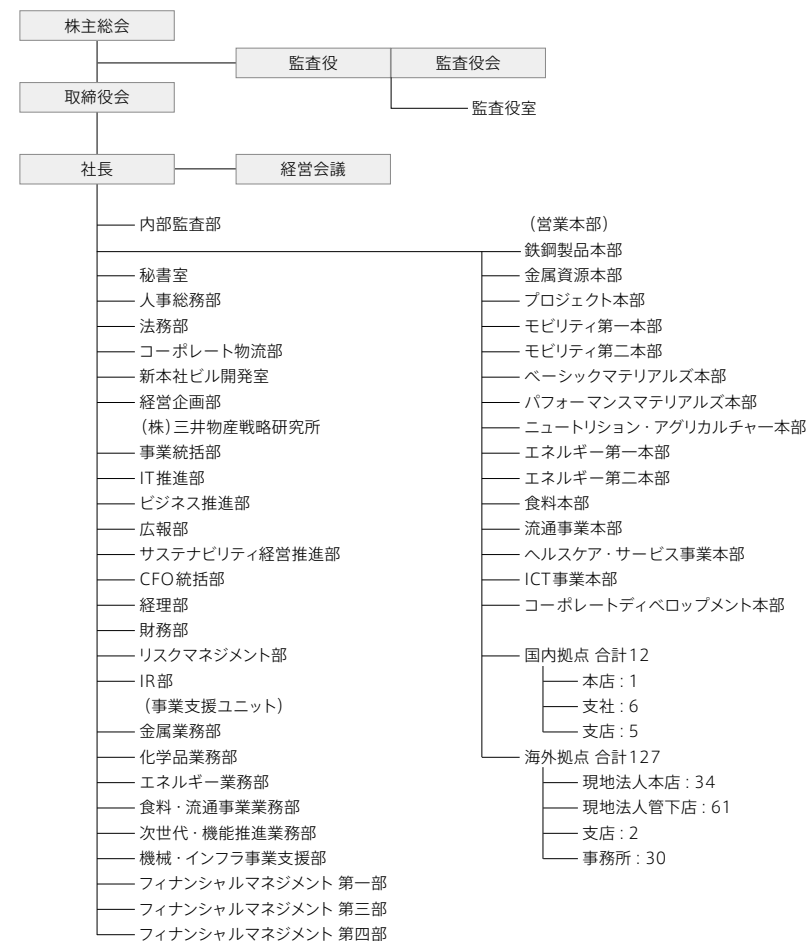 株主総会
監査役
監査役会
取締役会
監査役室
社長
経営会議
内部監査部
秘書室
人事総務部
法務部
コーポレート物流部
新本社ビル開発室
経営企画部
（株）三井物産戦略研究所
事業統括部
IT推進部
ビジネス推進部
広報部
サステナビリティ経営推進部
CFO統括部
経理部
財務部
リスクマネジメント部
IR部
（事業支援ユニット）
金属業務部
化学品業務部
エネルギー業務部
食料・流通事業業務部
次世代・機能推進業務部
機械・インフラ事業支援部
フィナンシャルマネジメント 第一部
フィナンシャルマネジメント 第三部
フィナンシャルマネジメント 第四部
（営業本部）
鉄鋼製品本部
金属資源本部
プロジェクト本部
モビリティ第一本部
モビリティ第二本部
ベーシックマテリアルズ本部
パフォーマンスマテリアルズ本部
ニュートリション・アグリカルチャー本部
エネルギー第一本部
エネルギー第二本部
食料本部
流通事業本部
ヘルスケア・サービス事業本部
ICT事業本部
コーポレートディベロップメント本部
国内拠点 合計12
本店 : 1
支社 : 6
支店 : 5
海外拠点 合計127
現地法人本店 : 34
現地法人管下店 : 61
支店 : 2
事務所 : 30